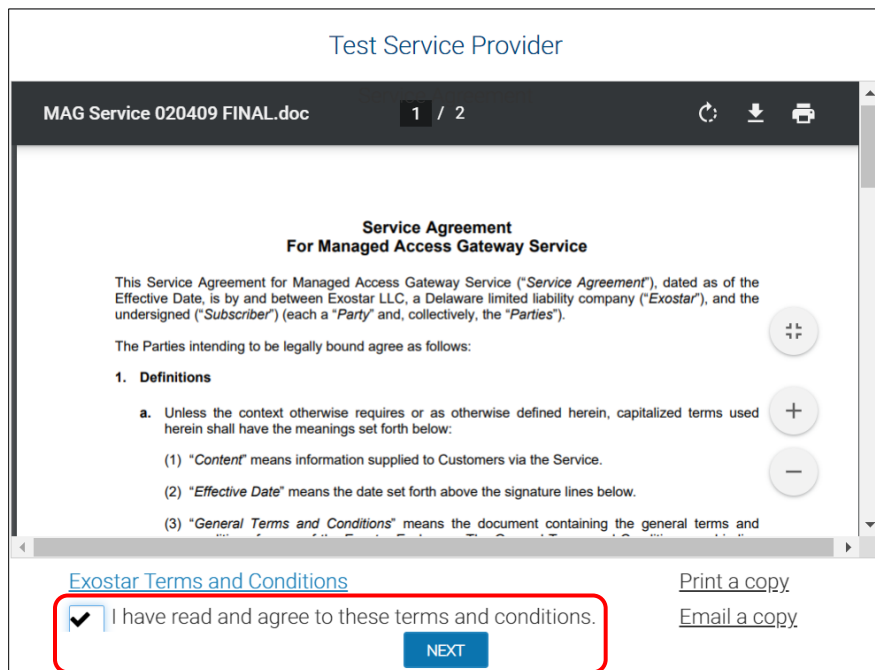 Test Service Provider
MAG Service 020409 FINAL.doc 1 / 2
Service Agreement
For Managed Access Gateway Service
This Service Agreement for Managed Access Gateway Service (“Service Agreement”), dated as of the
Effective Date, is by and between Exostar LLC, a Delaware limited liability company (“Exostar”), and the
undersigned (“Subscriber”) (each a “Party” and, collectively, the “Parties”).
The Parties intending to be legally bound agree as follows:
1. Definitions
a. Unless the context otherwise requires or as otherwise defined herein, capitalized terms used
herein shall have the meanings set forth below:
(1) “Content” means information supplied to Customers via the Service.
(2) “Effective Date” means the date set forth above the signature lines below.
(3) “General Terms and Conditions” means the document containing the general terms and
Exostar Terms and Conditions Print a copy
I have read and agree to these terms and conditions. Email a copy
NEXT